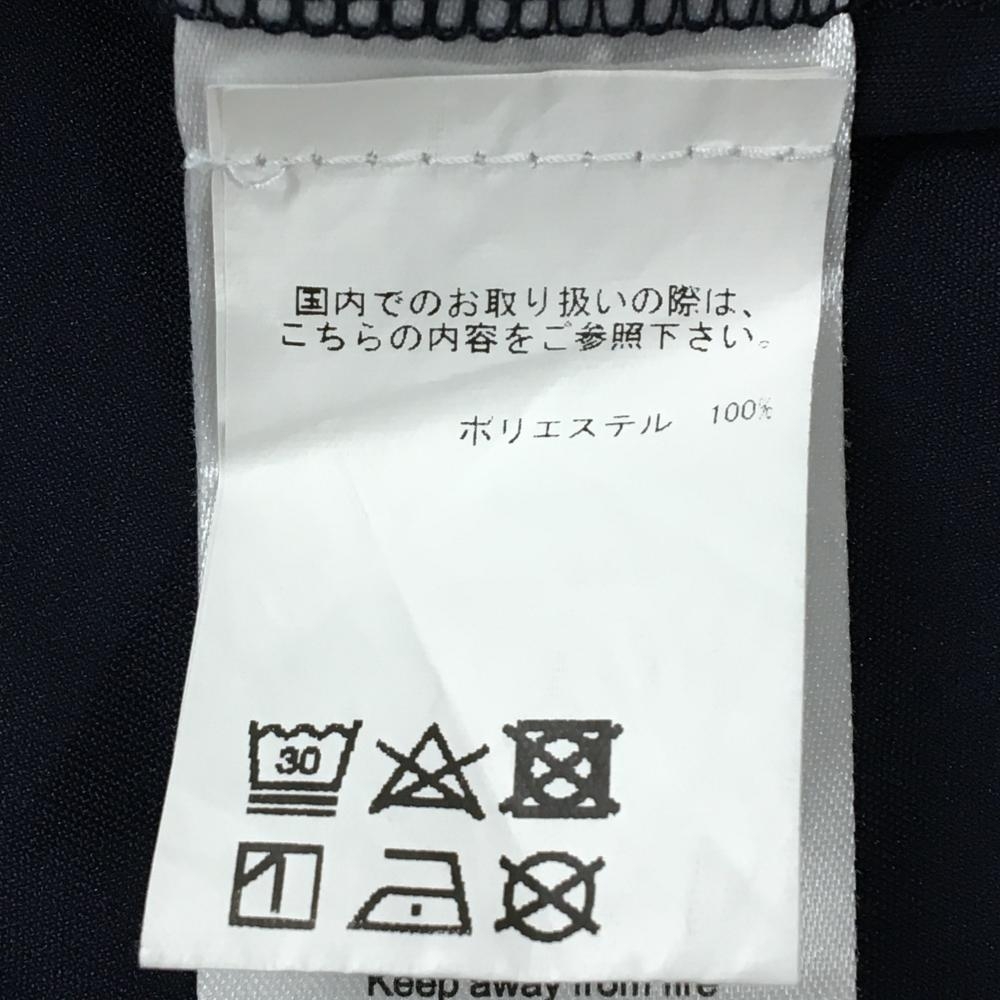 国内でのお取り扱いの際は、
こちらの内容をご参照下さい。
ポリエステル 100%
30
Keep away from fire